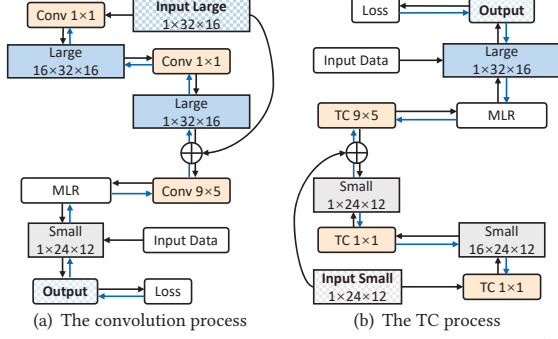 Conv 1×1
Input Large
1×32×16
Large
16×32×16
Conv 1×1
Large
1×32×16
MLR
Conv 9×5
Small
1×24×12
Input Data
Output
Loss
(a) The convolution process
Loss
Output
Input Data
Large
1×32×16
TC 9×5
MLR
Small
1×24×12
TC 1×1
Small
16×24×12
Input Small
1×24×12
TC 1×1
(b) The TC process